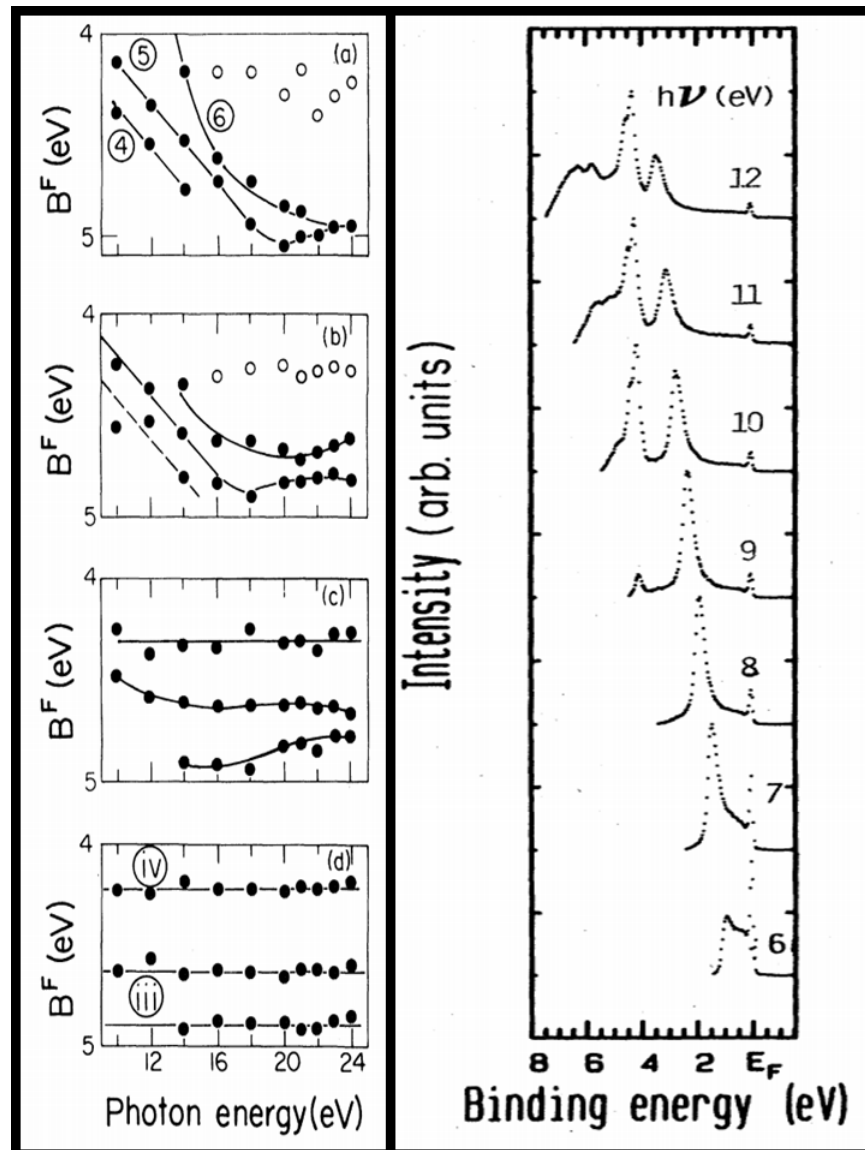 4
5
(a)
6
4
B^F (eV)
5
4
(b)
B^F (eV)
5
4
(c)
B^F (eV)
5
4
iv
(d)
B^F (eV)
iii
5
12
16
20
24
Photon energy(eV)
hν (eV)
12
11
10
9
8
7
6
Intensity (arb. units)
8
6
4
2
E_F
Binding energy (eV)